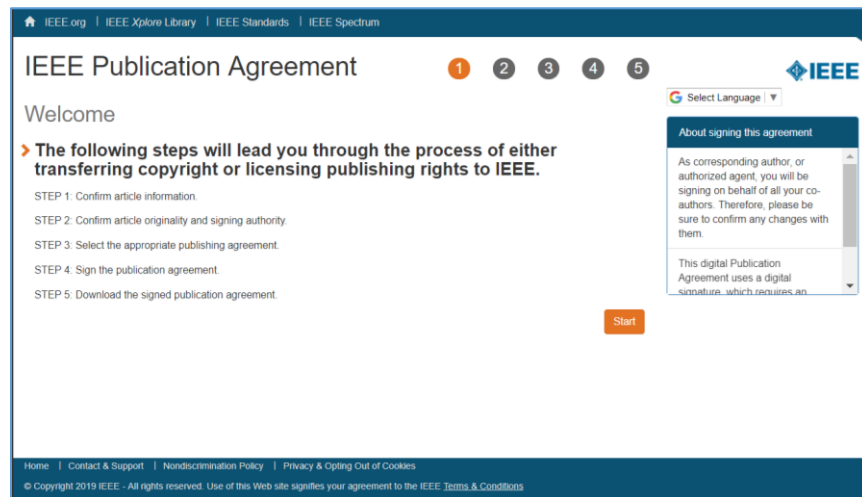 IEEE.org | IEEE Xplore Library | IEEE Standards | IEEE Spectrum
IEEE Publication Agreement
1 2 3 4 5
IEEE
Select Language ▼
Welcome
The following steps will lead you through the process of either
transferring copyright or licensing publishing rights to IEEE.
STEP 1: Confirm article information.
STEP 2: Confirm article originality and signing authority.
STEP 3: Select the appropriate publishing agreement.
STEP 4: Sign the publication agreement.
STEP 5: Download the signed publication agreement.
Start
About signing this agreement
As corresponding author, or
authorized agent, you will be
signing on behalf of all your co-
authors. Therefore, please be
sure to confirm any changes with
them.
This digital Publication
Agreement uses a digital
signature, which requires an
Home | Contact & Support | Nondiscrimination Policy | Privacy & Opting Out of Cookies
© Copyright 2019 IEEE - All rights reserved. Use of this Web site signifies your agreement to the IEEE Terms & Conditions